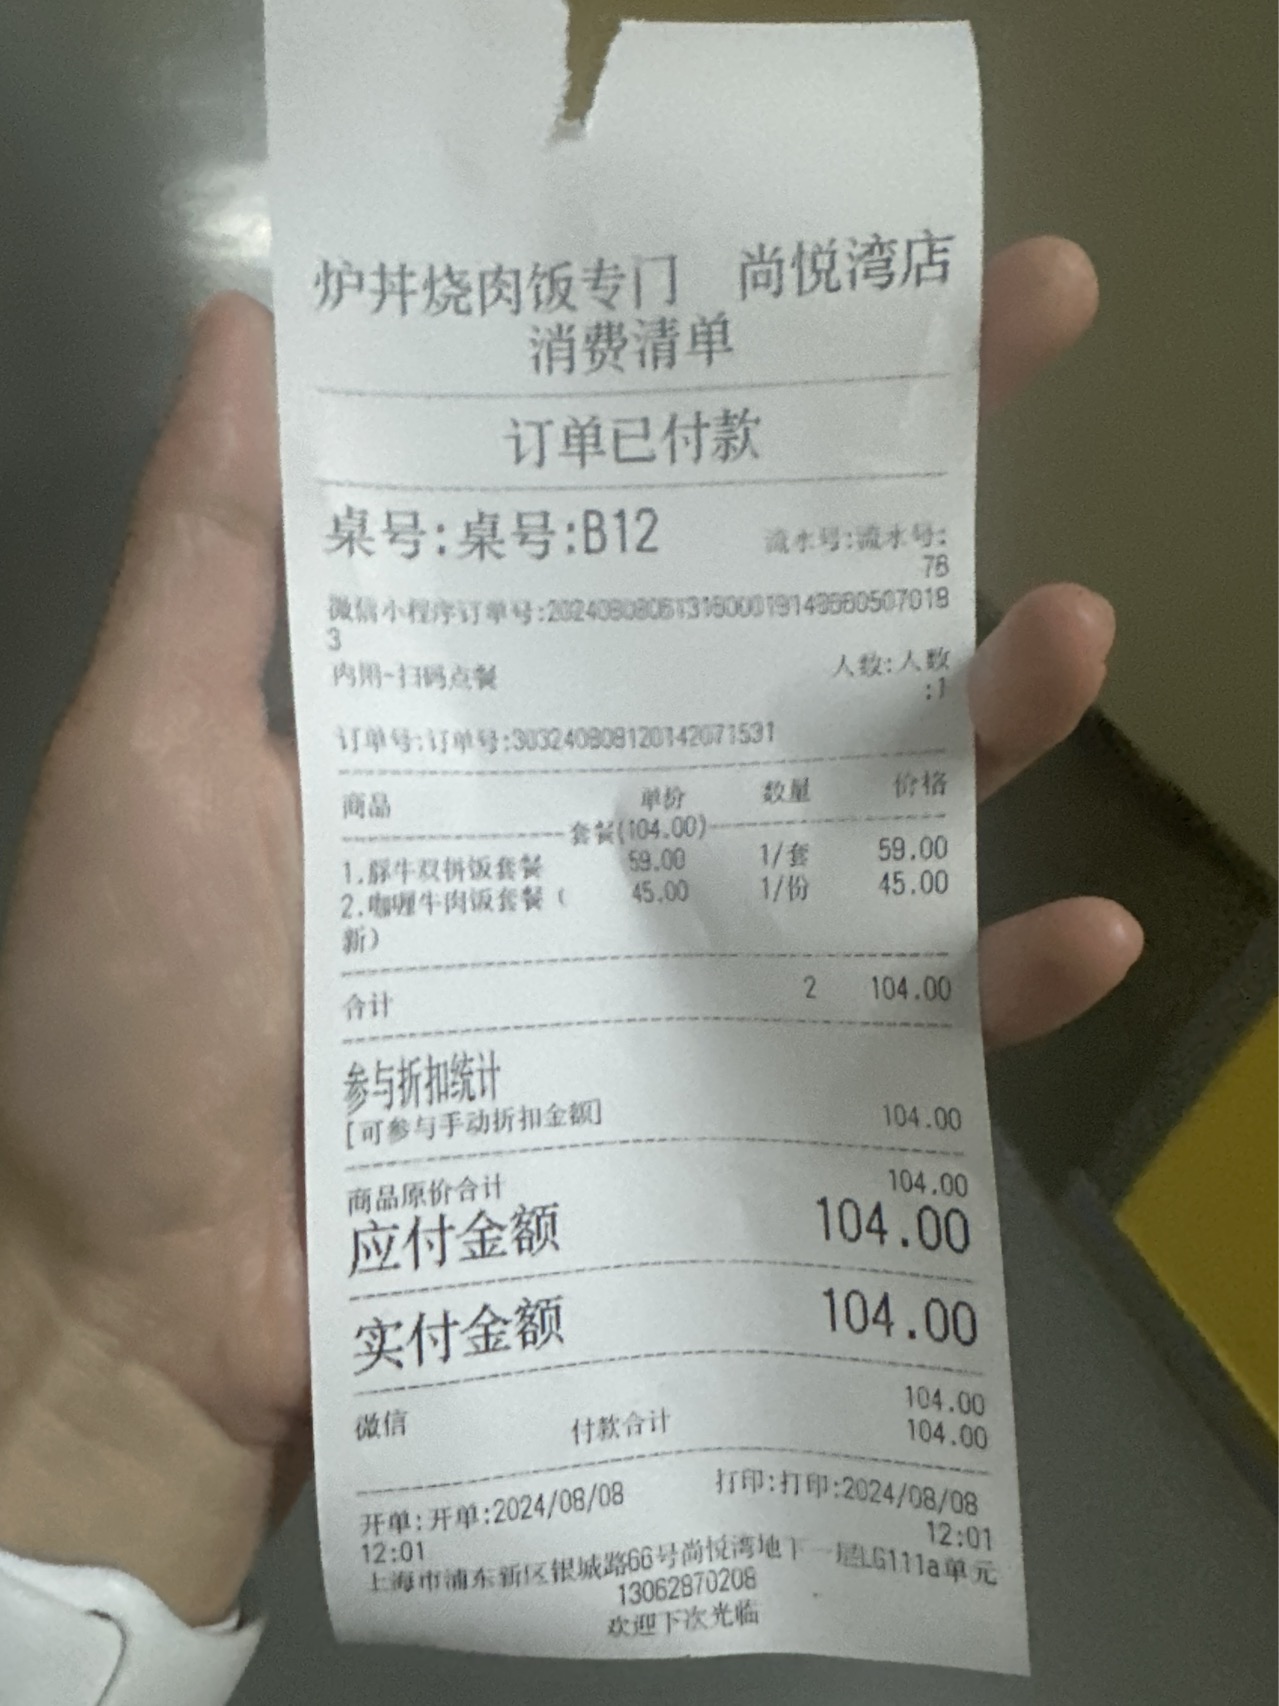 炉丼烧肉饭专门 尚悦湾店
消费清单
订单已付款
桌号:桌号:B12 流水号:流水号:
76
微信小程序订单号:
3
内用-扫码点餐 人数:人数
:1
订单号:订单号:303240808120142071531
商品 单价 数量 价格
套餐(104.00)
1.豚牛双拼饭套餐 59.00 1/套 59.00
2.咖喱牛肉饭套餐( 45.00 1/份 45.00
新)
合计 2 104.00
参与折扣统计
[可参与手动折扣金额] 104.00
商品原价合计 104.00
应付金额 104.00
实付金额 104.00
微信 104.00
付款合计 104.00
开单:开单:2024/08/08 打印:打印:2024/08/08
12:01 12:01
上海市浦东新区银城路66号尚悦湾地下一层LG111a单元
13062870208
欢迎下次光临